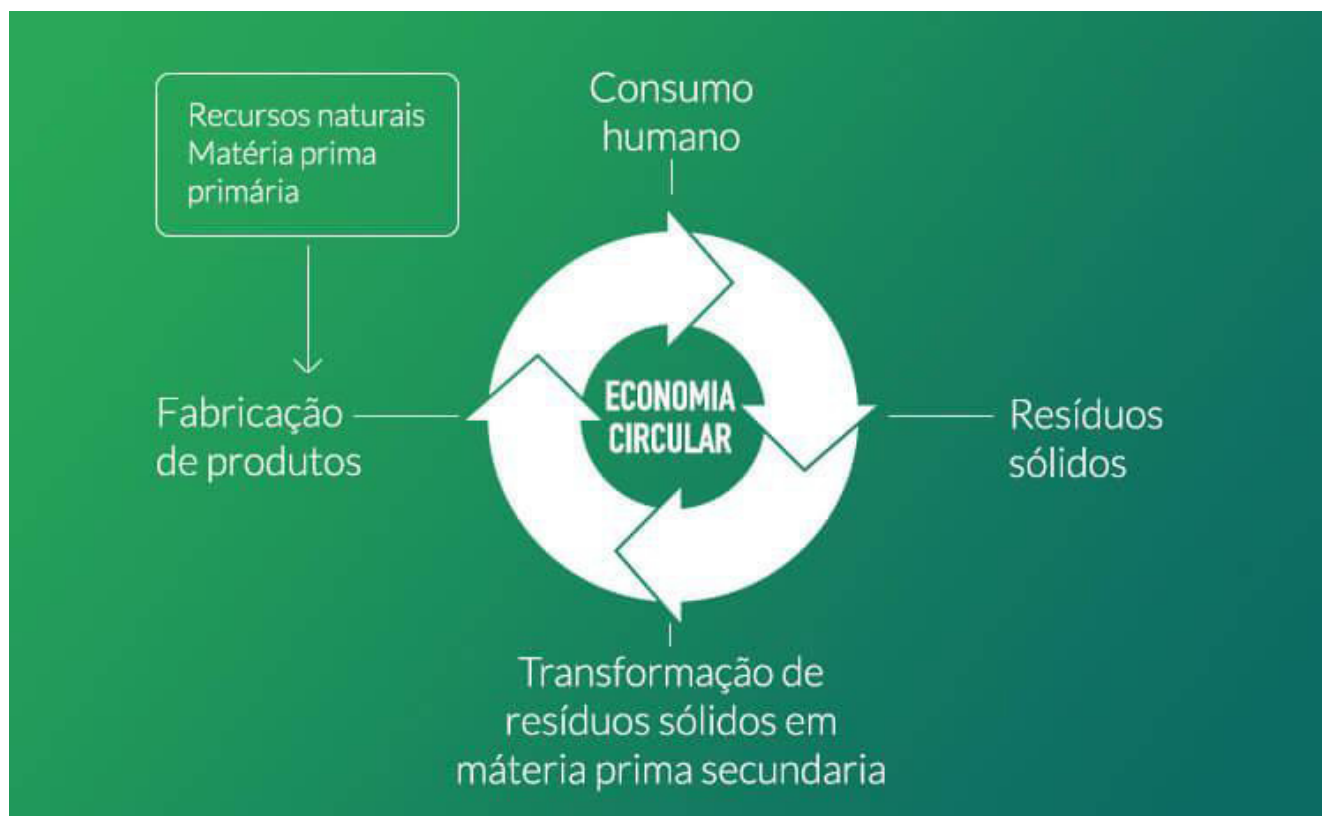 Recursos naturais
Matéria prima
primária
Consumo
humano
Fabricação
de produtos
ECONOMIA
CIRCULAR
Resíduos
sólidos
Transformação de
resíduos sólidos em
máteria prima secundaria